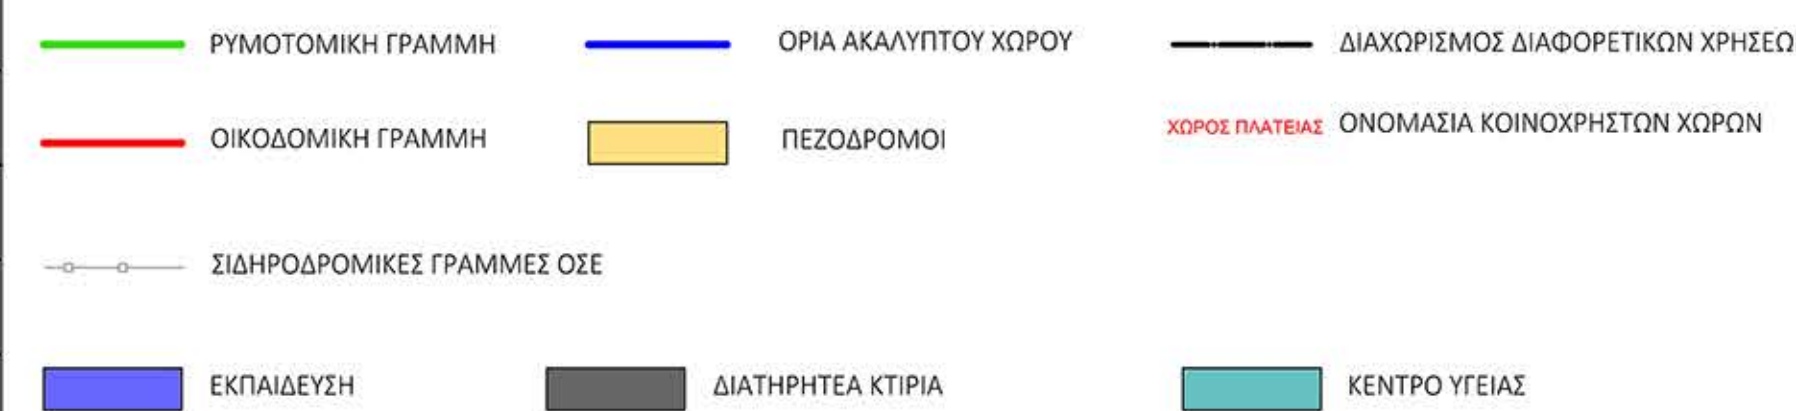 ΡΥΜΟΤΟΜΙΚΗ ΓΡΑΜΜΗ
ΟΡΙΑ ΑΚΑΛΥΠΤΟΥ ΧΩΡΟΥ
ΔΙΑΧΩΡΙΣΜΟΣ ΔΙΑΦΟΡΕΤΙΚΩΝ ΧΡΗΣΕΩ
ΟΙΚΟΔΟΜΙΚΗ ΓΡΑΜΜΗ
ΠΕΖΟΔΡΟΜΟΙ
ΧΩΡΟΣ ΠΛΑΤΕΙΑΣ ΟΝΟΜΑΣΙΑ ΚΟΙΝΟΧΡΗΣΤΩΝ ΧΩΡΩΝ
ΣΙΔΗΡΟΔΡΟΜΙΚΕΣ ΓΡΑΜΜΕΣ ΟΣΕ
ΕΚΠΑΙΔΕΥΣΗ
ΔΙΑΤΗΡΗΤΕΑ ΚΤΙΡΙΑ
ΚΕΝΤΡΟ ΥΓΕΙΑΣ